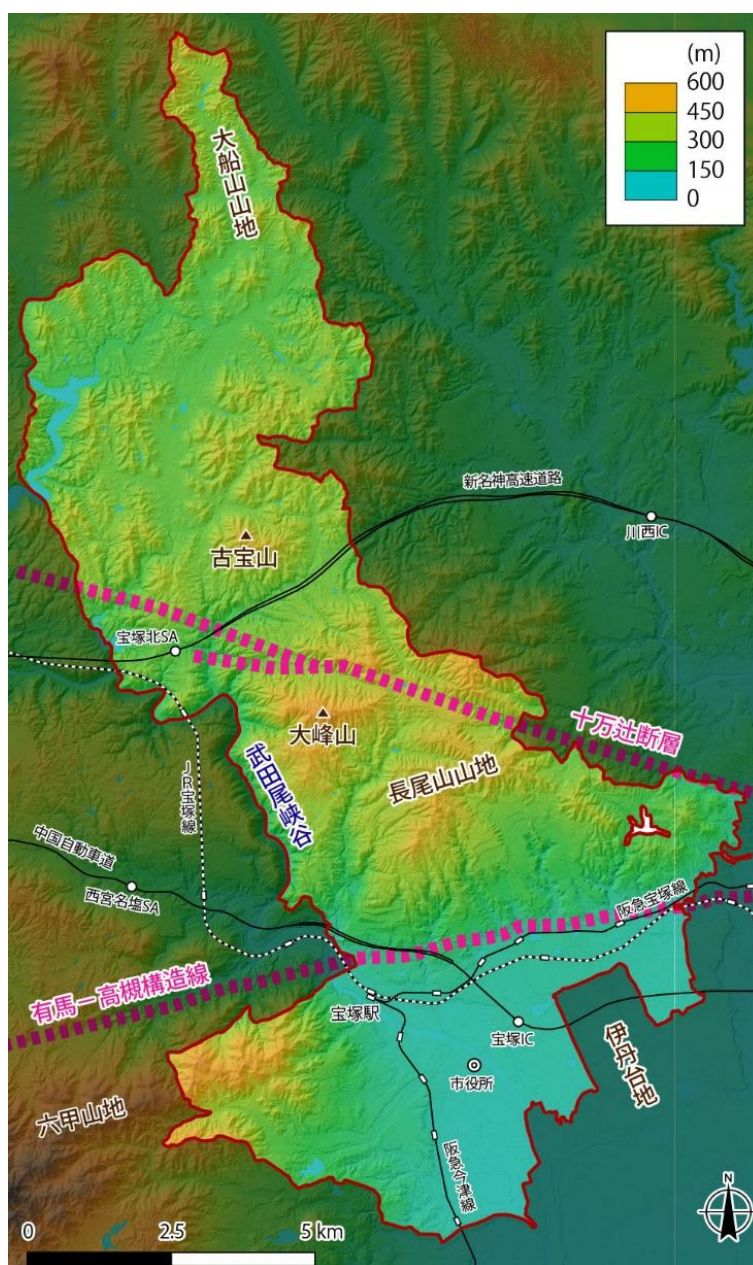 (m)
600
450
300
150
0
大船山山地
新名神高速道路
川西IC
古宝山
宝塚北SA
十万辻断層
大峰山
武田尾峡谷
長尾山山地
JR宝塚線
中国自動車道
西宮名塩SA
阪急宝塚線
有馬ー高槻構造線
宝塚駅
宝塚IC
伊丹台地
市役所
六甲山地
阪急今津線
N
0
2.5
5 km